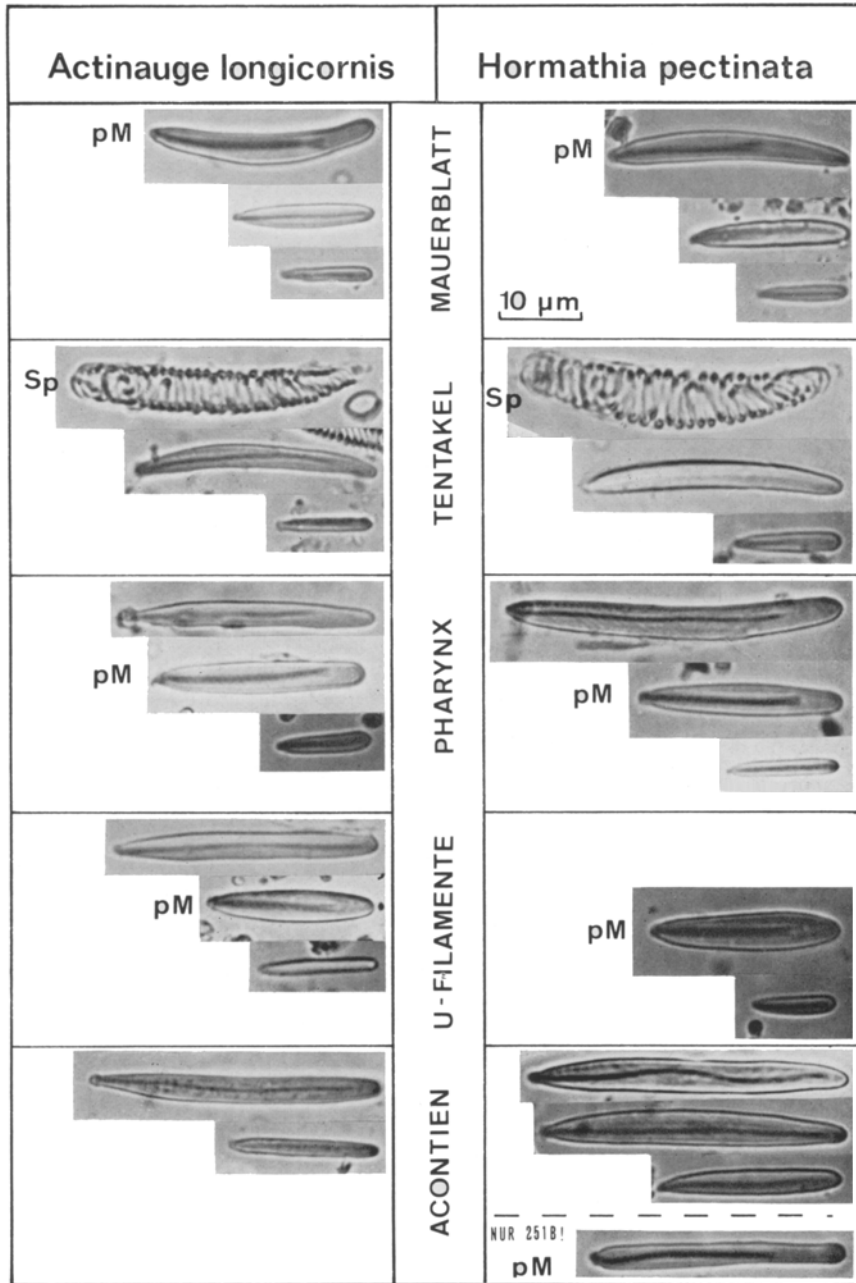 Actinauge longicornis
Hormathia pectinata
MAUERBLATT
pM
pM
10 µm
TENTAKEL
Sp
Sp
PHARYNX
pM
pM
U-FILAMENTE
pM
pM
ACONTIEN
NUR 251B!
pM